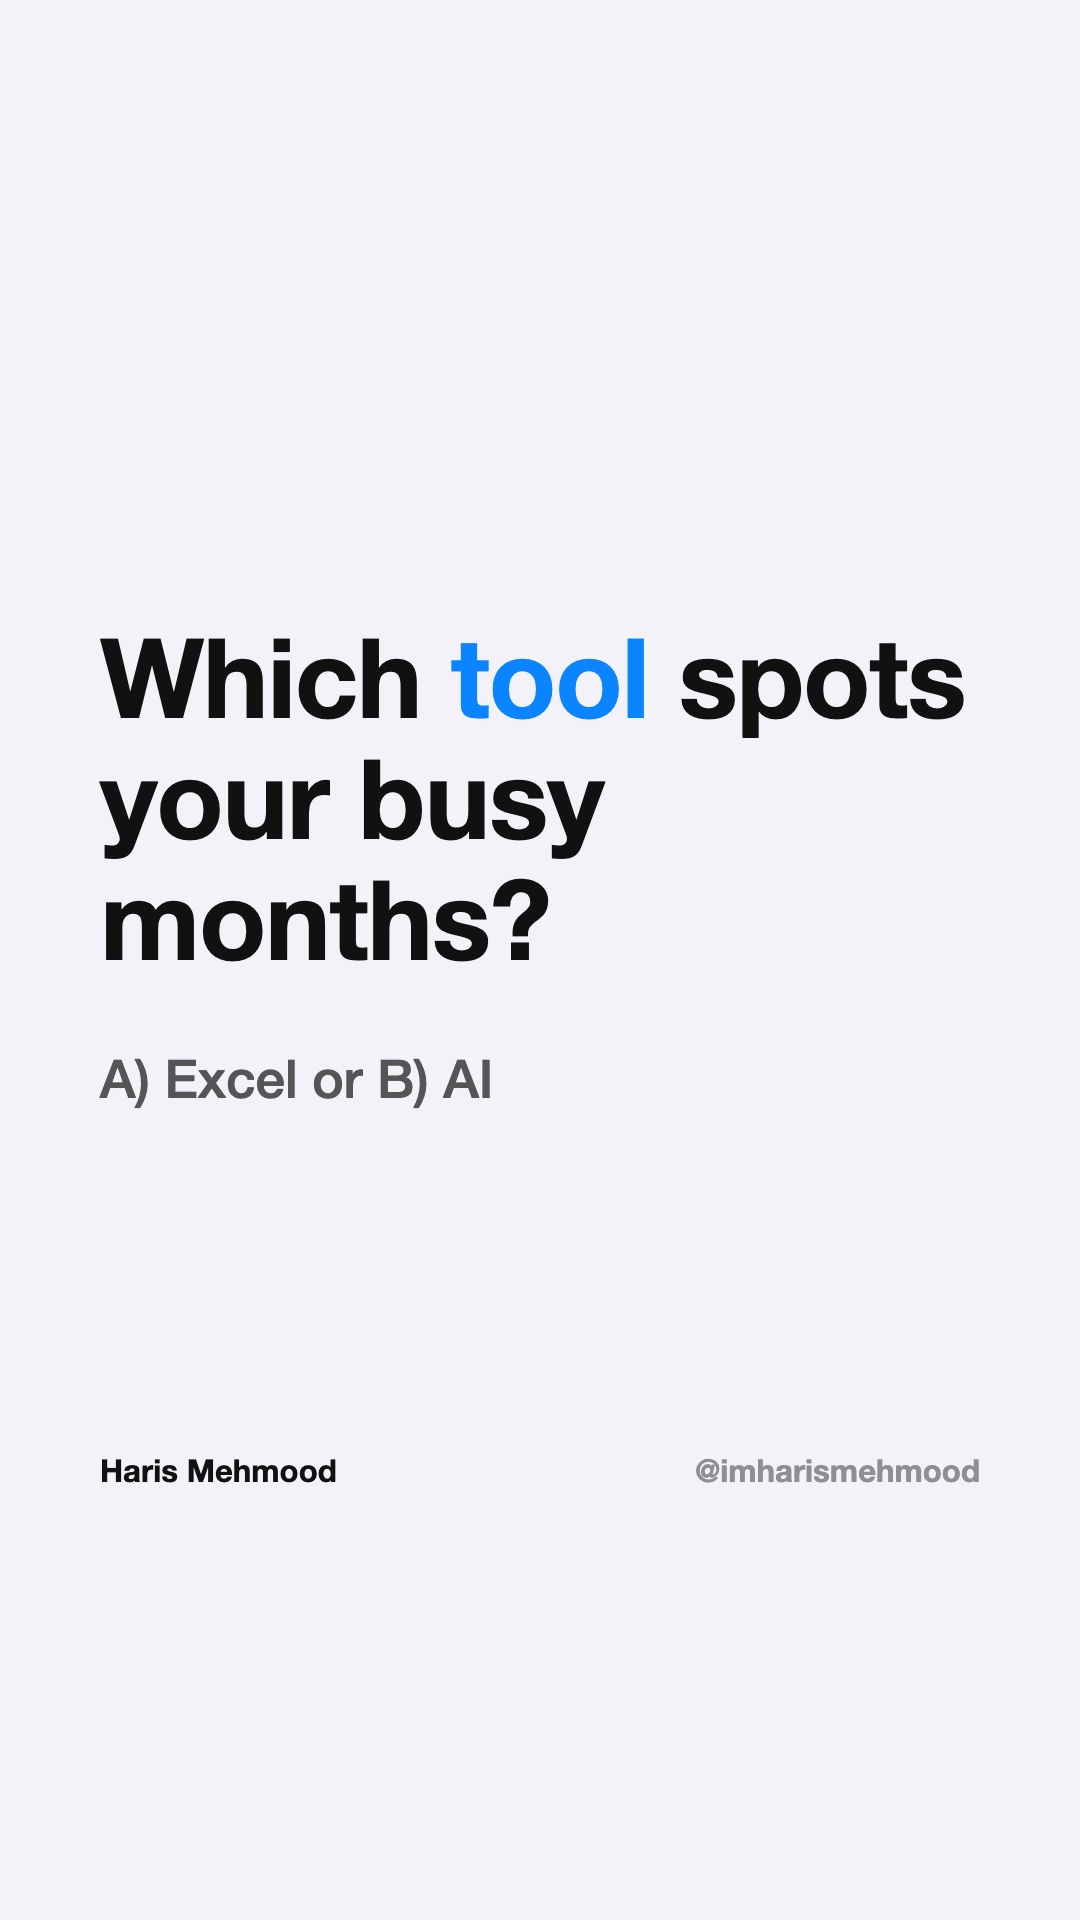 Which tool spots
your busy
months?
A) Excel or B) AI
Haris Mehmood
@imharismehmood